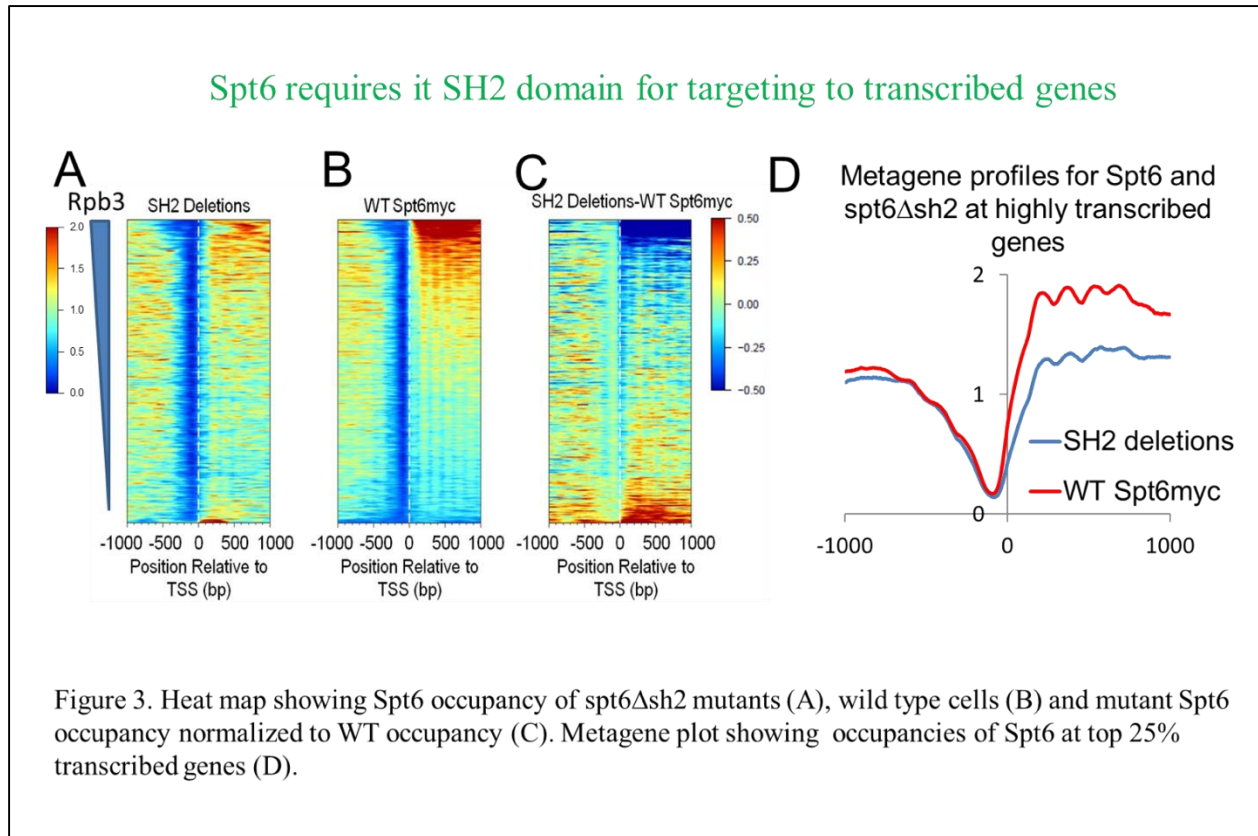 Spt6 requires it SH2 domain for targeting to transcribed genes
A
Rpb3
SH2 Deletions
2.0
1.5
1.0
0.5
0.0
-1000 -500 0 500 1000
Position Relative to
TSS (bp)
B
WT Spt6myc
-1000 -500 0 500 1000
Position Relative to
TSS (bp)
C
SH2 Deletions-WT Spt6myc
0.50
0.25
0.00
−0.25
−0.50
-1000 -500 0 500 1000
Position Relative to
TSS (bp)
D
Metagene profiles for Spt6 and
spt6Δsh2 at highly transcribed
genes
2
1
0
SH2 deletions
WT Spt6myc
-1000 0 1000
Figure 3. Heat map showing Spt6 occupancy of spt6Δsh2 mutants (A), wild type cells (B) and mutant Spt6
occupancy normalized to WT occupancy (C). Metagene plot showing occupancies of Spt6 at top 25%
transcribed genes (D).